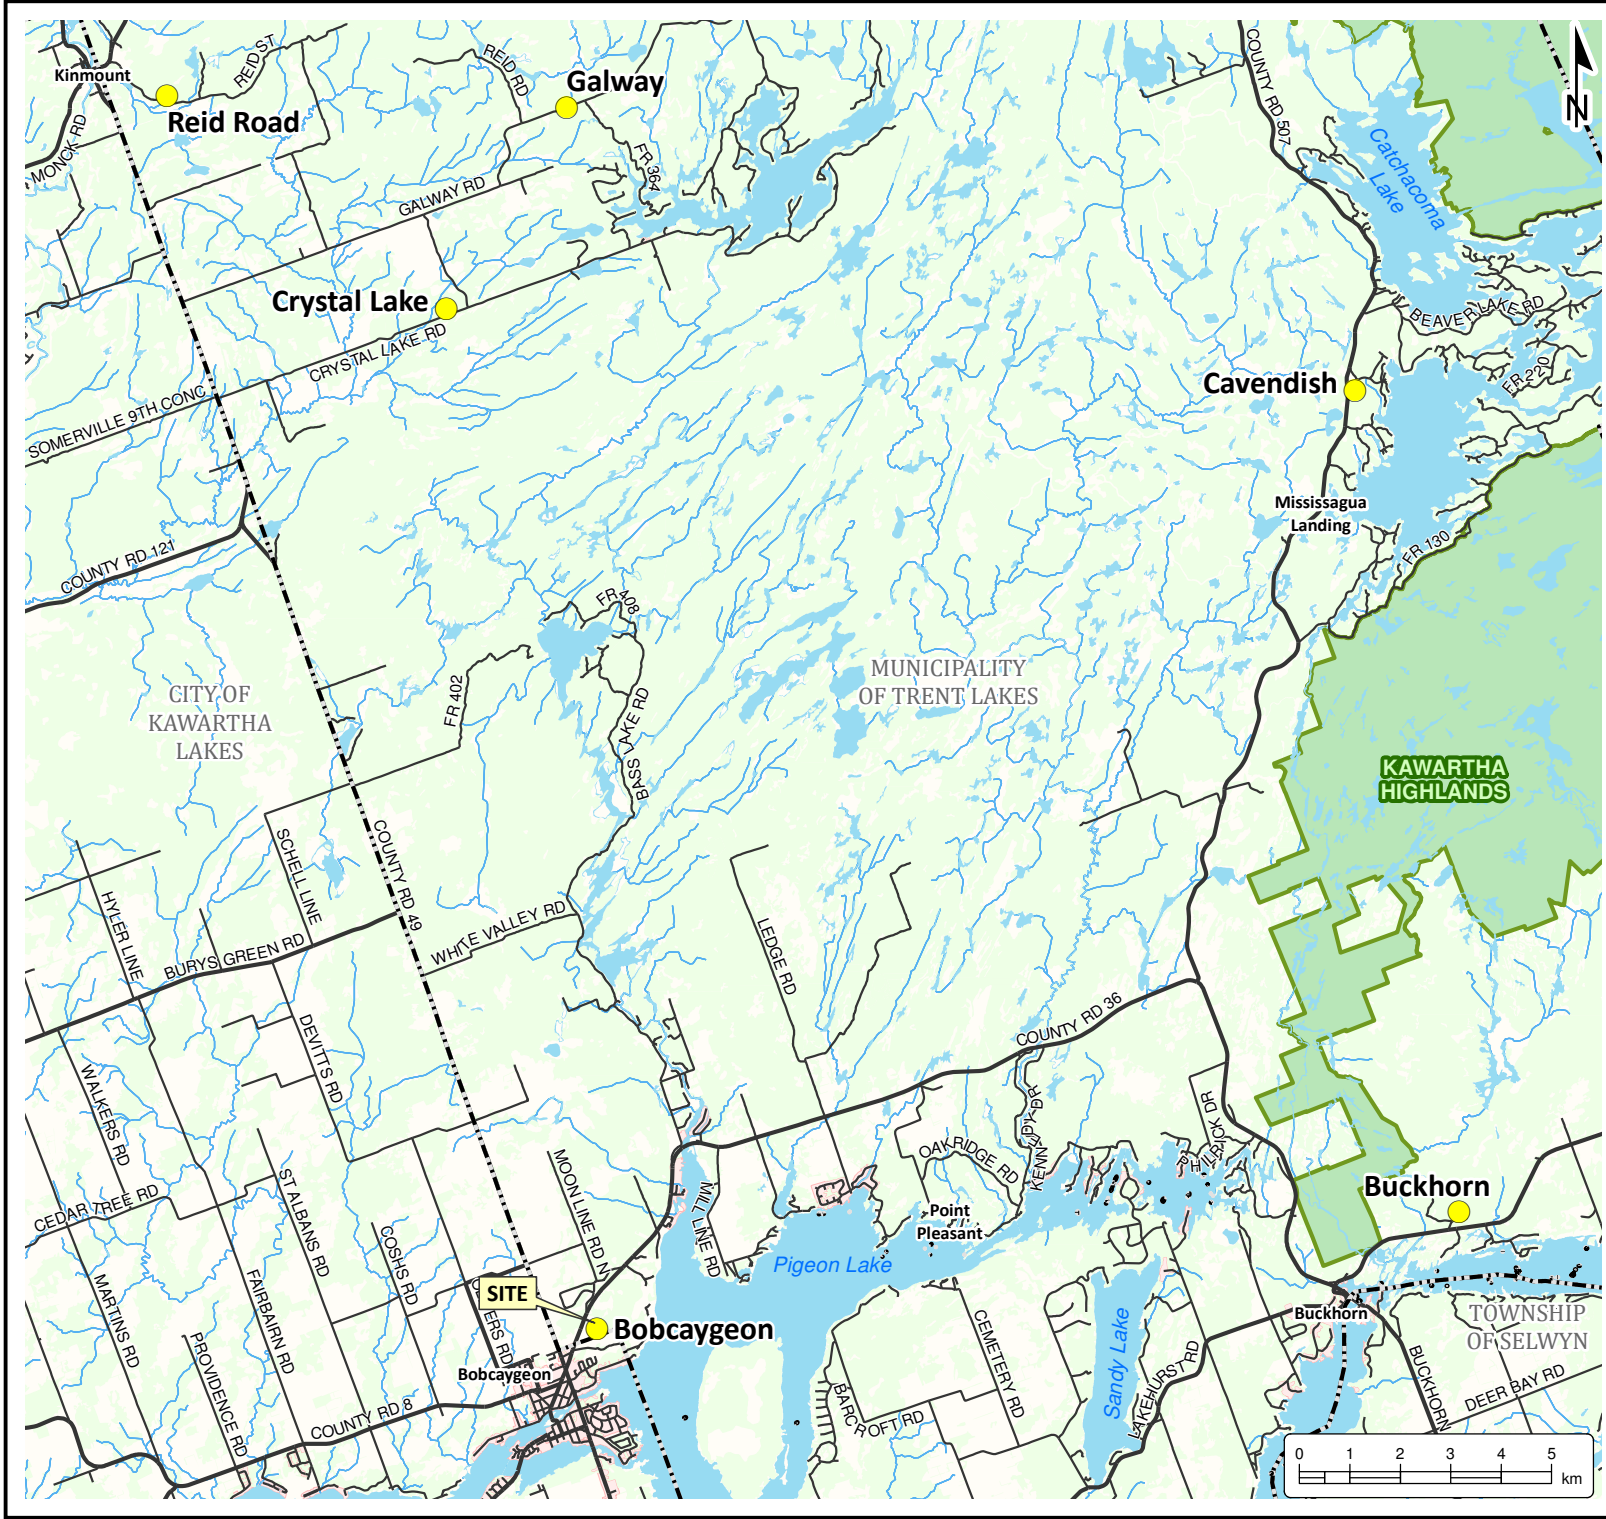 Kinmount
REID ST
Reid Road
MONCK RD
REID RD
Galway
FR 364
GALWAY RD
Crystal Lake
CRYSTAL LAKE RD
SOMERVILLE 9TH CONC
COUNTY RD 121
COUNTY RD 507
Catchacoma
Lake
N
BEAVER LAKE RD
FR 220
Cavendish
Mississagua
Landing
FR 130
FR 408
FR 402
BASS LAKE RD
CITY OF
KAWARTHA
LAKES
MUNICIPALITY
OF TRENT LAKES
KAWARTHA
HIGHLANDS
SCHELL LINE
COUNTY RD 49
HYLER LINE
BURYS GREEN RD
WHITE VALLEY RD
LEDGE RD
COUNTY RD 36
DEVITTS RD
WALKERS RD
CEDAR TREE RD
ST ALBANS RD
COSHS RD
MARTINS RD
FAIRBAIRN RD
PROVIDENCE RD
COUNTY RD 8
MOON LINE RD N
MILL LINE RD
OAKRIDGE RD
KENNEDY DR
Point
Pleasant
Pigeon Lake
Buckhorn
SITE
Bobcaygeon
Bobcaygeon
CEMETERY RD
Sandy Lake
LAKEHURST RD
BARCROFT RD
Buckhorn
TOWNSHIP
OF SELWYN
BUCKHORN
DEER BAY RD
0 1 2 3 4 5
km